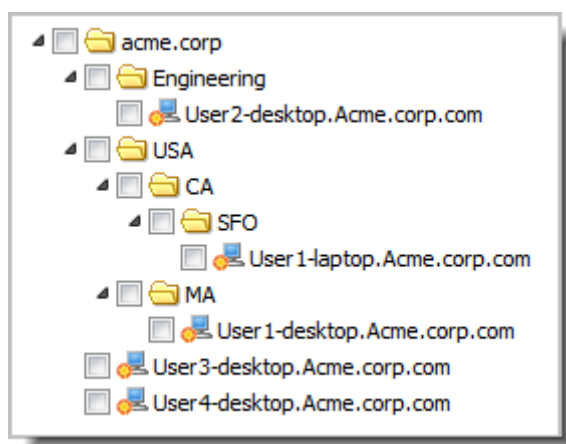 acme.corp
Engineering
User2-desktop.Acme.corp.com
USA
CA
SFO
User1-laptop.Acme.corp.com
MA
User1-desktop.Acme.corp.com
User3-desktop.Acme.corp.com
User4-desktop.Acme.corp.com